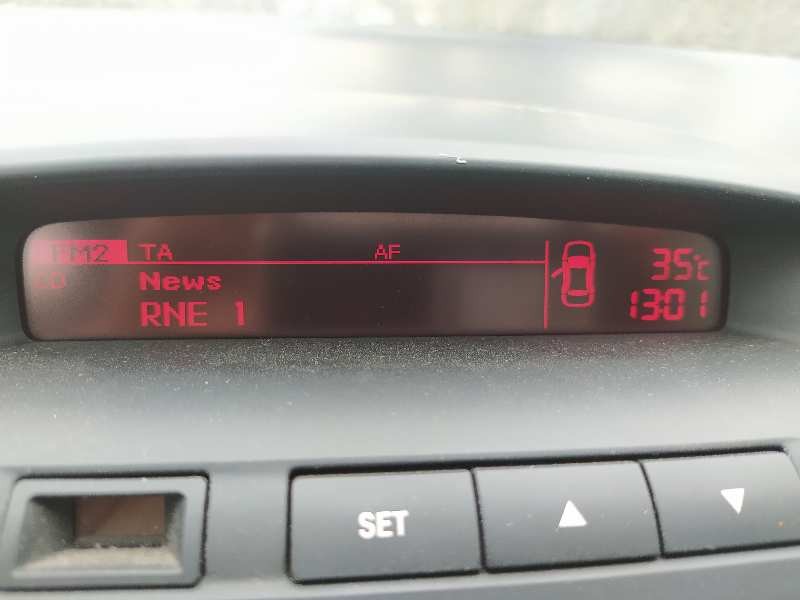 FM2 TA AF
News
RNE 1
35°C
13:01
SET